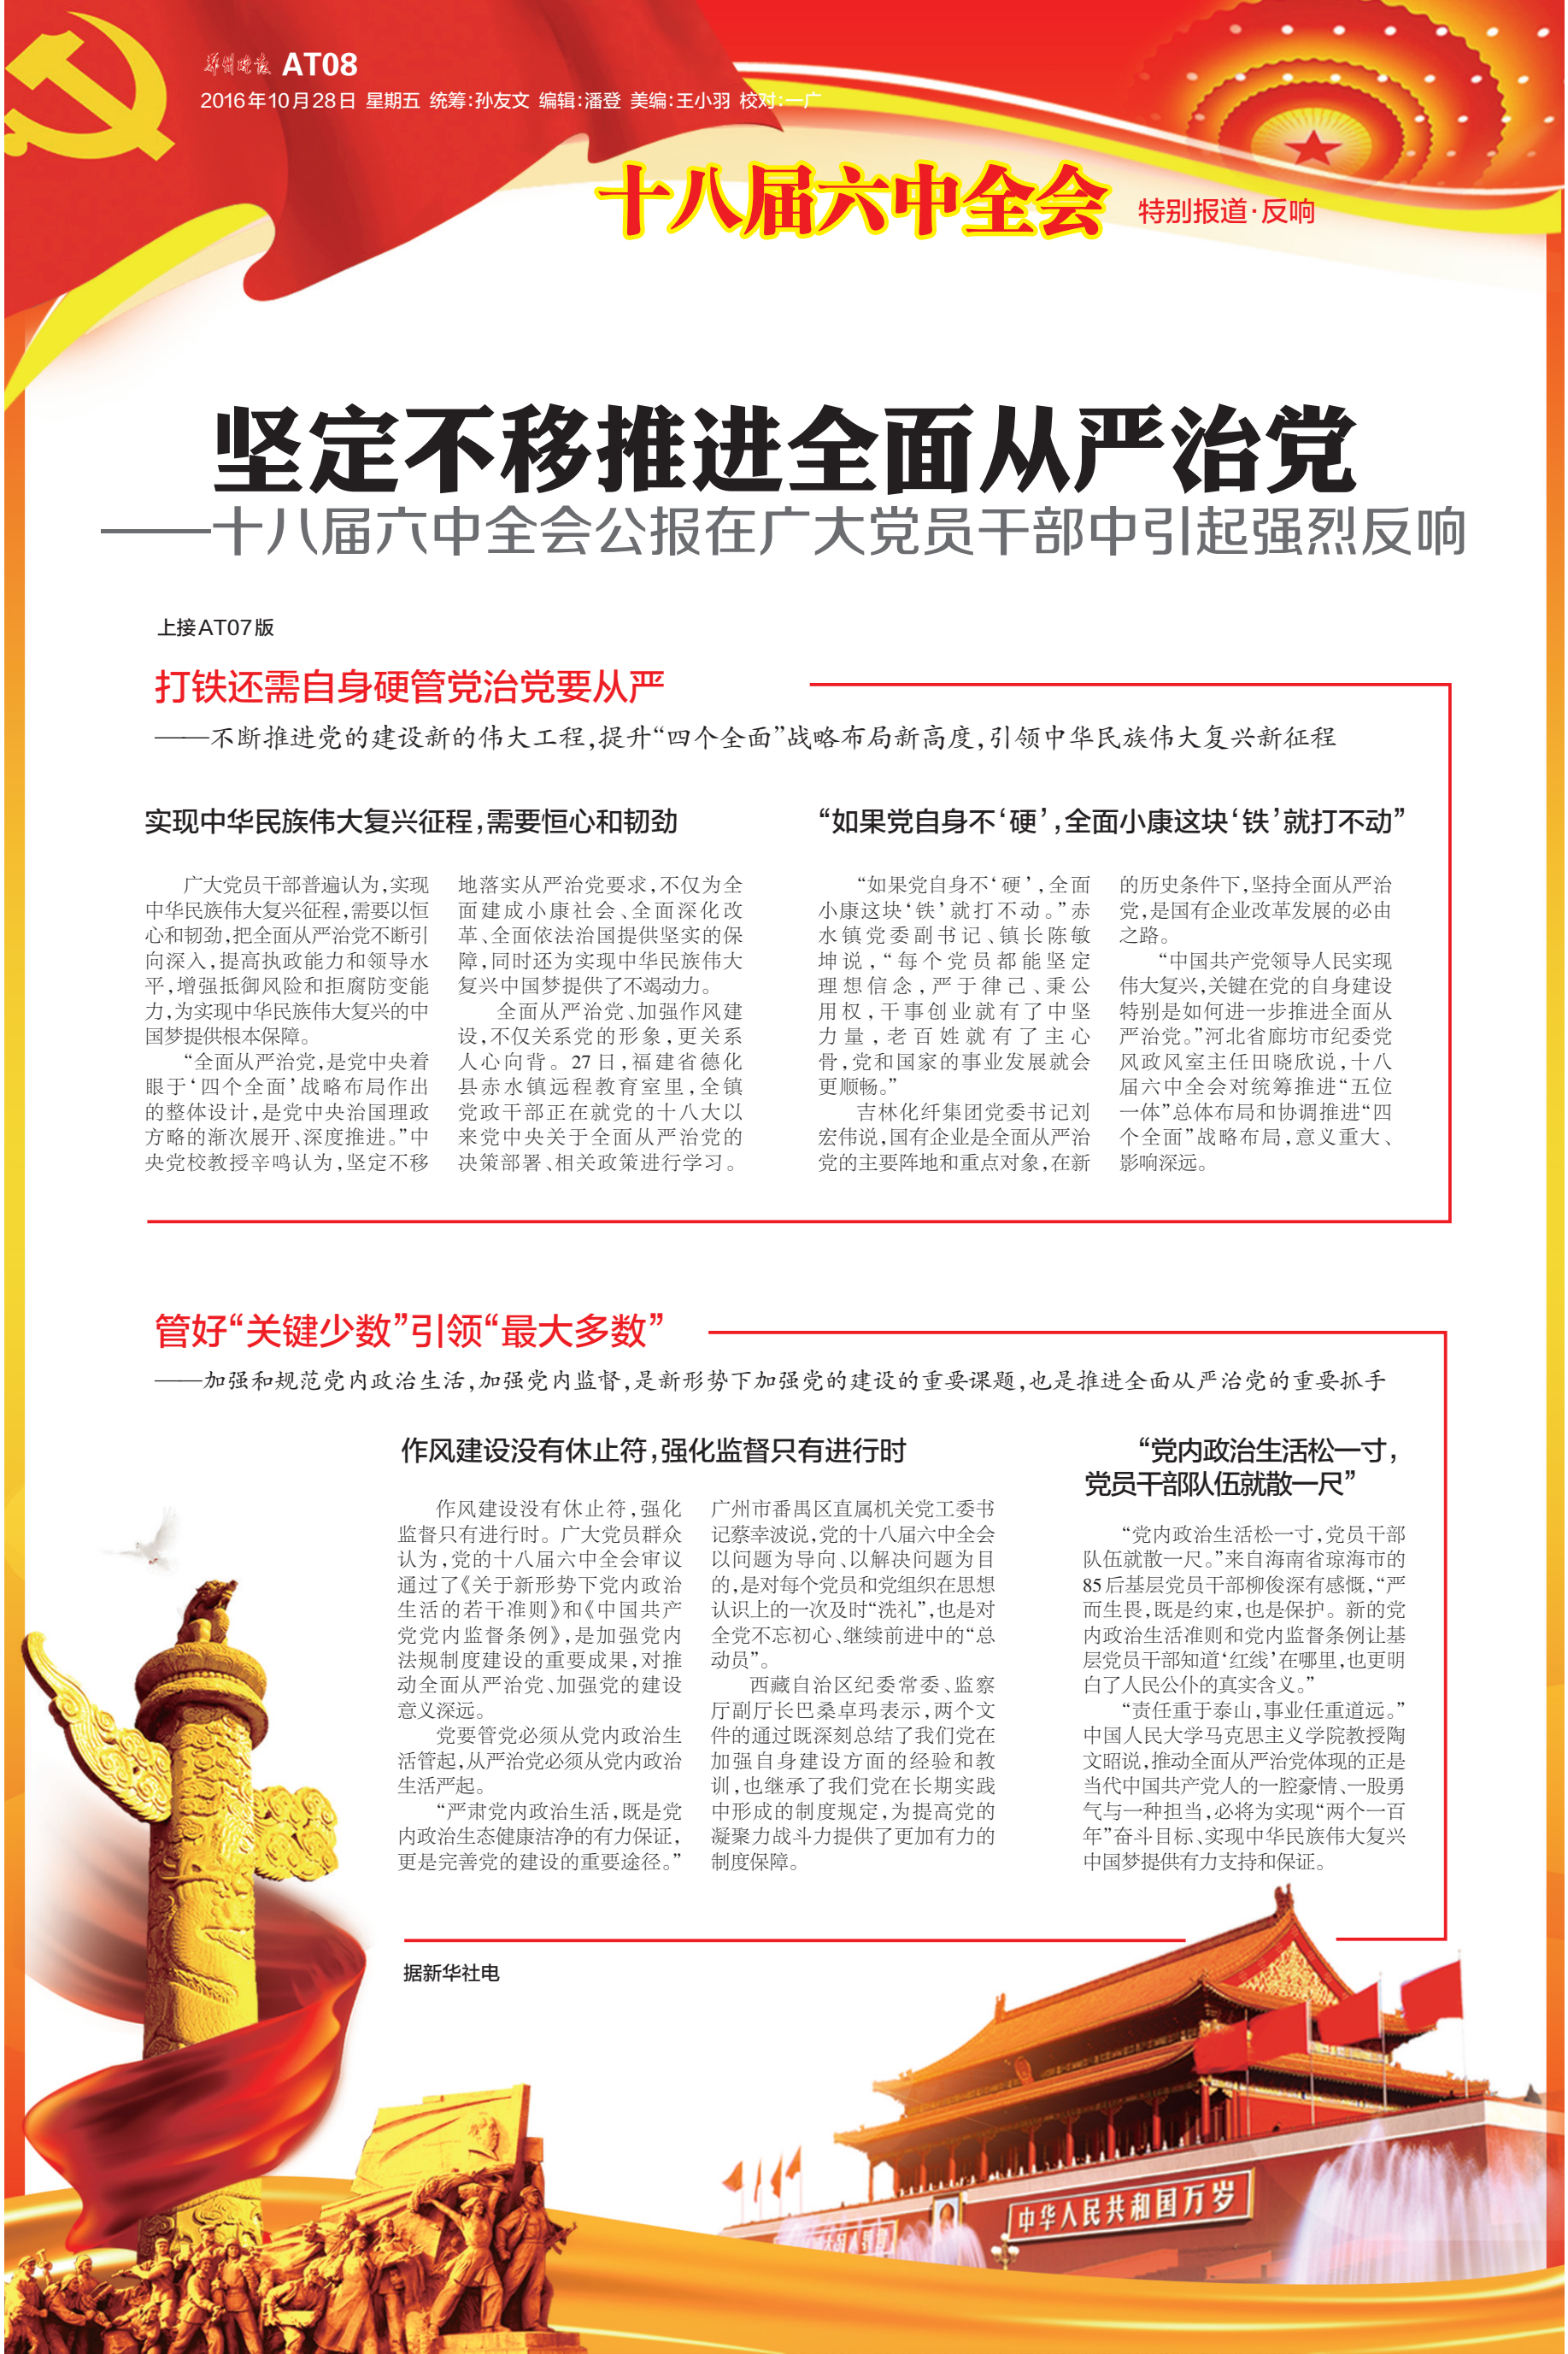 郑州晚报 AT08
2016年10月28日 星期五 统筹:孙友文 编辑:潘登 美编:王小羽 校对:一广
十八届六中全会 特别报道·反响
坚定不移推进全面从严治党
——十八届六中全会公报在广大党员干部中引起强烈反响
上接AT07版
打铁还需自身硬管党治党要从严
——不断推进党的建设新的伟大工程,提升“四个全面”战略布局新高度,引领中华民族伟大复兴新征程
实现中华民族伟大复兴征程,需要恒心和韧劲
广大党员干部普遍认为,实现
中华民族伟大复兴征程,需要以恒
心和韧劲,把全面从严治党不断引
向深入,提高执政能力和领导水
平,增强抵御风险和拒腐防变能
力,为实现中华民族伟大复兴的中
国梦提供根本保障。
“全面从严治党,是党中央着
眼于‘四个全面’战略布局作出
的整体设计,是党中央治国理政
方略的渐次展开、深度推进。”中
央党校教授辛鸣认为,坚定不移
地落实从严治党要求,不仅为全
面建成小康社会、全面深化改
革、全面依法治国提供坚实的保
障,同时还为实现中华民族伟大
复兴中国梦提供了不竭动力。
全面从严治党、加强作风建
设,不仅关系党的形象,更关系
人心向背。27日,福建省德化
县赤水镇远程教育室里,全镇
党政干部正在就党的十八大以
来党中央关于全面从严治党的
决策部署、相关政策进行学习。
“如果党自身不‘硬’,全面小康这块‘铁’就打不动”
“如果党自身不‘硬’,全面
小康这块‘铁’就打不动。”赤
水镇党委副书记、镇长陈敏
坤说,“每个党员都能坚定
理想信念,严于律己、秉公
用权,干事创业就有了中坚
力量,老百姓就有了主心
骨,党和国家的事业发展就会
更顺畅。”
吉林化纤集团党委书记刘
宏伟说,国有企业是全面从严治
党的主要阵地和重点对象,在新
的历史条件下,坚持全面从严治
党,是国有企业改革发展的必由
之路。
“中国共产党领导人民实现
伟大复兴,关键在党的自身建设
特别是如何进一步推进全面从
严治党。”河北省廊坊市纪委党
风政风室主任田晓欣说,十八
届六中全会对统筹推进“五位
一体”总体布局和协调推进“四
个全面”战略布局,意义重大、
影响深远。
管好“关键少数”引领“最大多数”
——加强和规范党内政治生活,加强党内监督,是新形势下加强党的建设的重要课题,也是推进全面从严治党的重要抓手
作风建设没有休止符,强化监督只有进行时
作风建设没有休止符,强化
监督只有进行时。广大党员群众
认为,党的十八届六中全会审议
通过了《关于新形势下党内政治
生活的若干准则》和《中国共产
党党内监督条例》,是加强党内
法规制度建设的重要成果,对推
动全面从严治党、加强党的建设
意义深远。
党要管党必须从党内政治生
活管起,从严治党必须从党内政治
生活严起。
“严肃党内政治生活,既是党
内政治生态健康洁净的有力保证,
更是完善党的建设的重要途径。”
广州市番禺区直属机关党工委书
记蔡幸波说,党的十八届六中全会
以问题为导向、以解决问题为目
的,是对每个党员和党组织在思想
认识上的一次及时“洗礼”,也是对
全党不忘初心、继续前进中的“总
动员”。
西藏自治区纪委常委、监察
厅副厅长巴桑卓玛表示,两个文
件的通过既深刻总结了我们党在
加强自身建设方面的经验和教
训,也继承了我们党在长期实践
中形成的制度规定,为提高党的
凝聚力战斗力提供了更加有力的
制度保障。
“党内政治生活松一寸,
党员干部队伍就散一尺”
“党内政治生活松一寸,党员干部
队伍就散一尺。”来自海南省琼海市的
85后基层党员干部柳俊深有感慨,“严
而生畏,既是约束,也是保护。新的党
内政治生活准则和党内监督条例让基
层党员干部知道‘红线’在哪里,也更明
白了人民公仆的真实含义。”
“责任重于泰山,事业任重道远。”
中国人民大学马克思主义学院教授陶
文昭说,推动全面从严治党体现的正是
当代中国共产党人的一腔豪情、一股勇
气与一种担当,必将为实现“两个一百
年”奋斗目标、实现中华民族伟大复兴
中国梦提供有力支持和保证。
据新华社电
中华人民共和国万岁